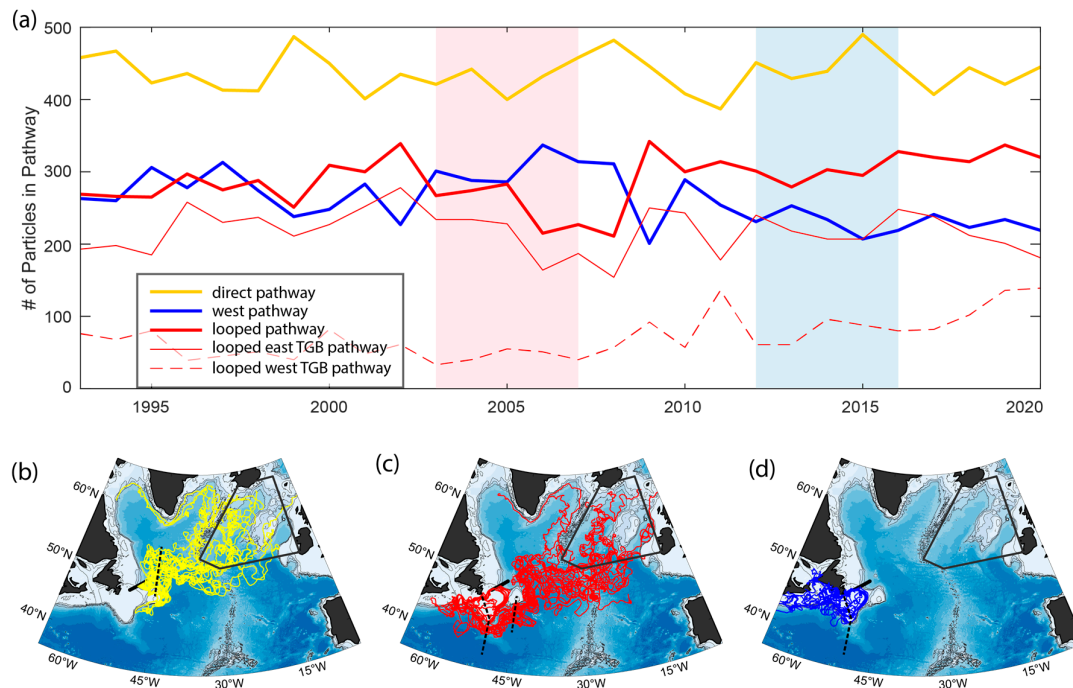 (a)
500
400
300
200
100
0
# of Particles in Pathway
direct pathway
west pathway
looped pathway
looped east TGB pathway
looped west TGB pathway
1995
2000
2005
2010
2015
2020
(b)
60°N
50°N
40°N
60°W
45°W
30°W
15°W
(c)
60°N
50°N
40°N
60°W
45°W
30°W
15°W
(d)
60°N
50°N
40°N
60°W
45°W
30°W
15°W